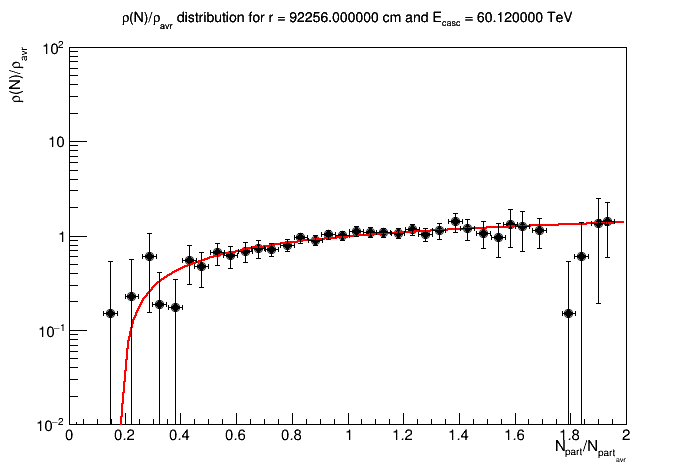 ρ(N)/ρavr distribution for r = 92256.000000 cm and Ecasc = 60.120000 TeV
ρ(N)/ρavr
10²
10
1
10⁻¹
10⁻²
0 0.2 0.4 0.6 0.8 1 1.2 1.4 1.6 1.8 2
Npart/Npartavr